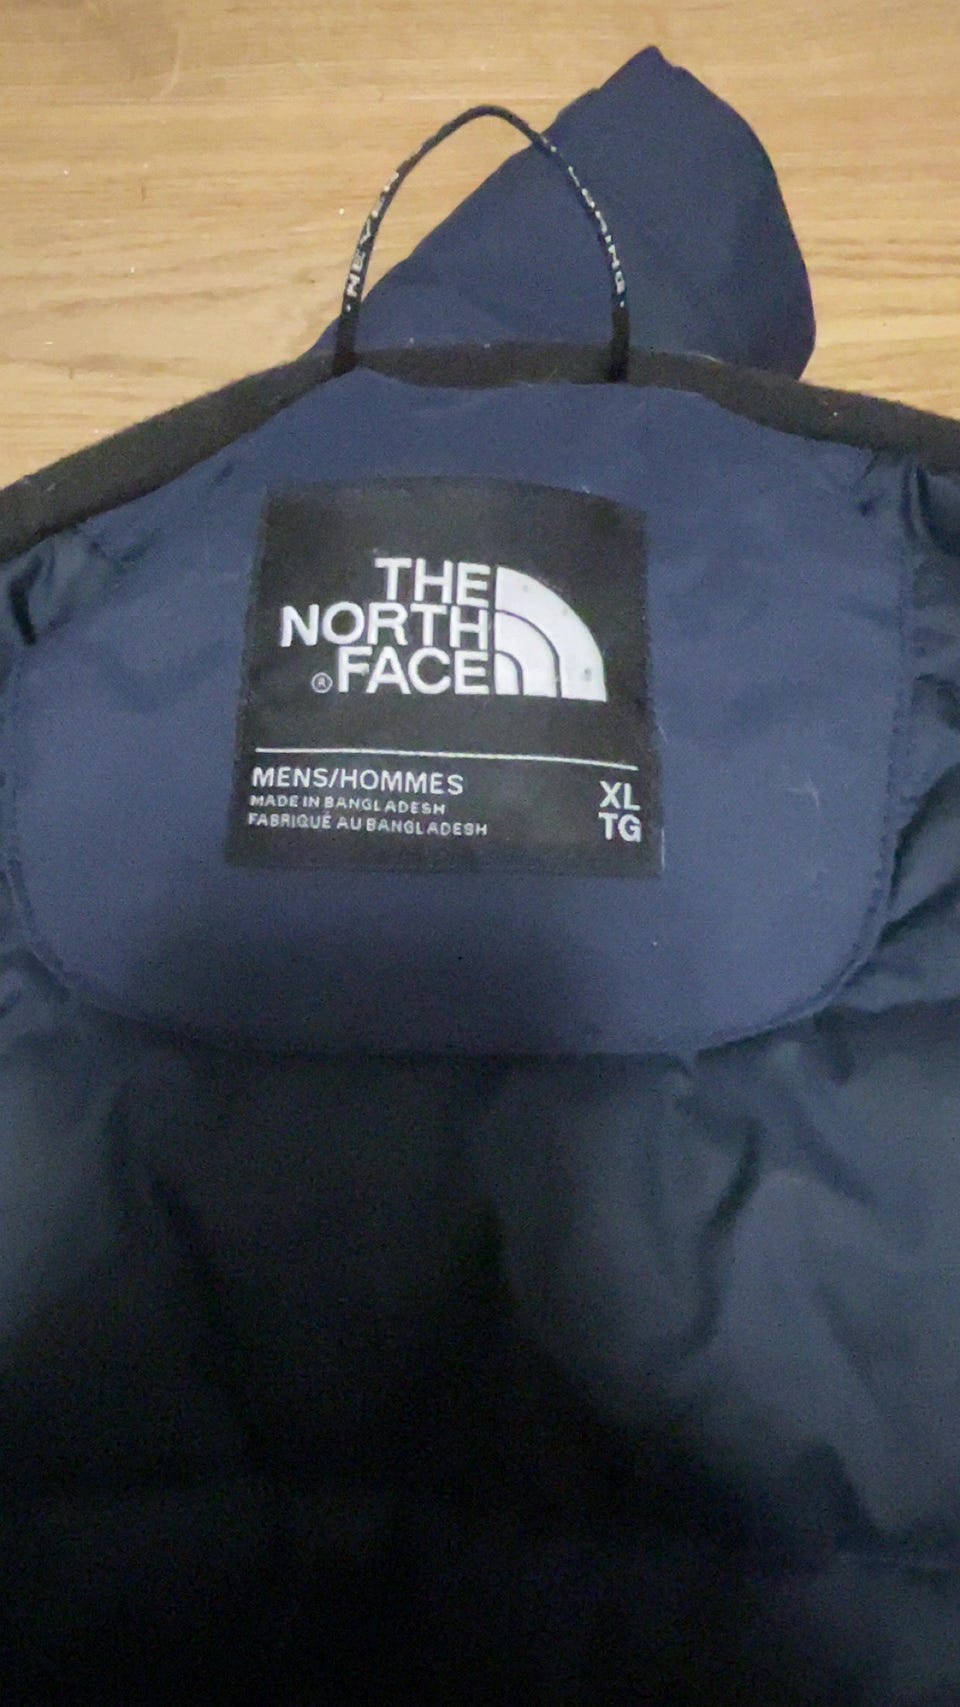 THE
NORTH
® FACE
MENS/HOMMES
MADE IN BANGLADESH
FABRIQUÉ AU BANGLADESH
XL
TG